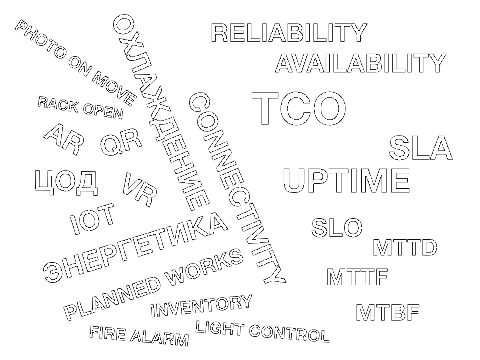 PHOTO ON MOVE
RACK OPEN
AR
QR
ЦОД
VR
IOT
ОХЛАЖДЕНИЕ
CONNECTIVITY
ЭНЕРГЕТИКА
PLANNED WORKS
INVENTORY
FIRE ALARM
LIGHT CONTROL
RELIABILITY
AVAILABILITY
TCO
SLA
UPTIME
SLO
MTTD
MTTF
MTBF